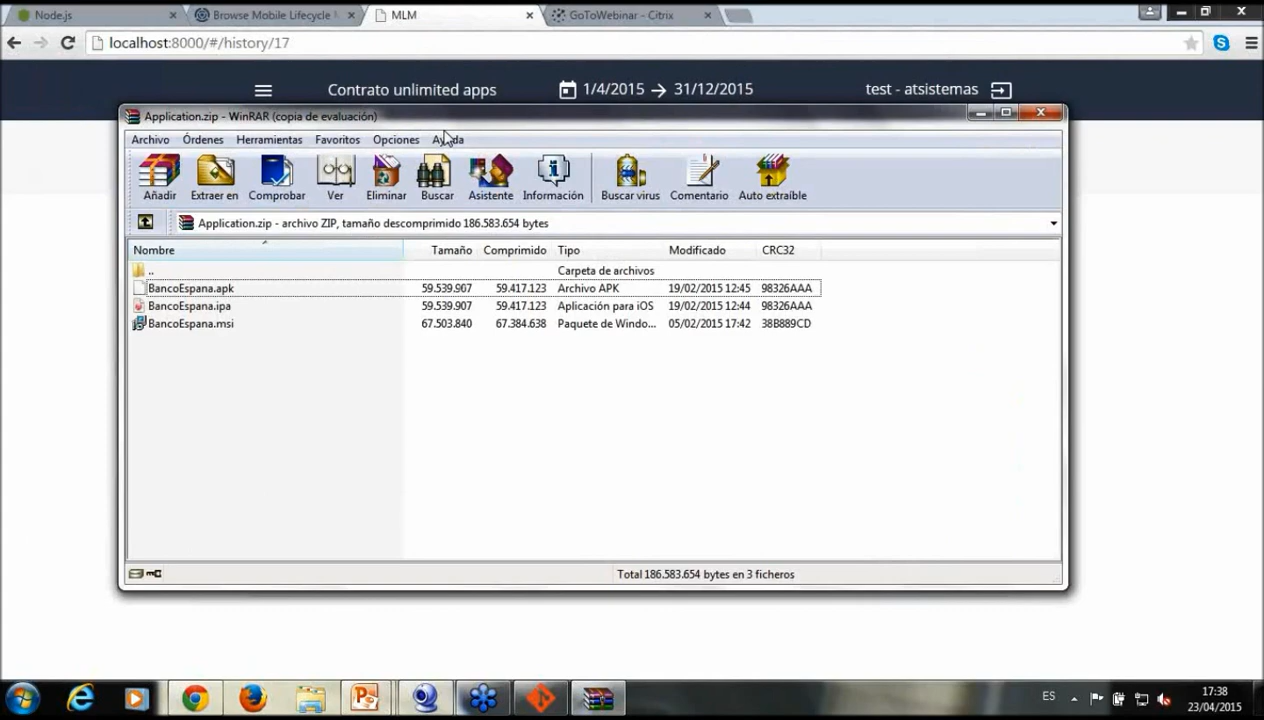 Node.js
Browse Mobile Lifecycle M
MLM
GoToWebinar - Citrix
localhost:8000/#/history/17
Contrato unlimited apps
1/4/2015 → 31/12/2015
test - atsistemas
Application.zip - WinRAR (copia de evaluación)
Archivo Órdenes Herramientas Favoritos Opciones Ayuda
Añadir Extraer en Comprobar Ver Eliminar Buscar Asistente Información Buscar virus Comentario Auto extraíble
Application.zip - archivo ZIP, tamaño descomprimido 186.583.654 bytes
Nombre Tamaño Comprimido Tipo Modificado CRC32
.. Carpeta de archivos
BancoEspana.apk 59.539.907 59.417.123 Archivo APK 19/02/2015 12:45 98326AAA
BancoEspana.ipa 59.539.907 59.417.123 Aplicación para iOS 19/02/2015 12:44 98326AAA
BancoEspana.msi 67.503.840 67.384.638 Paquete de Windo... 05/02/2015 17:42 38B889CD
Total 186.583.654 bytes en 3 ficheros
ES
17:38
23/04/2015